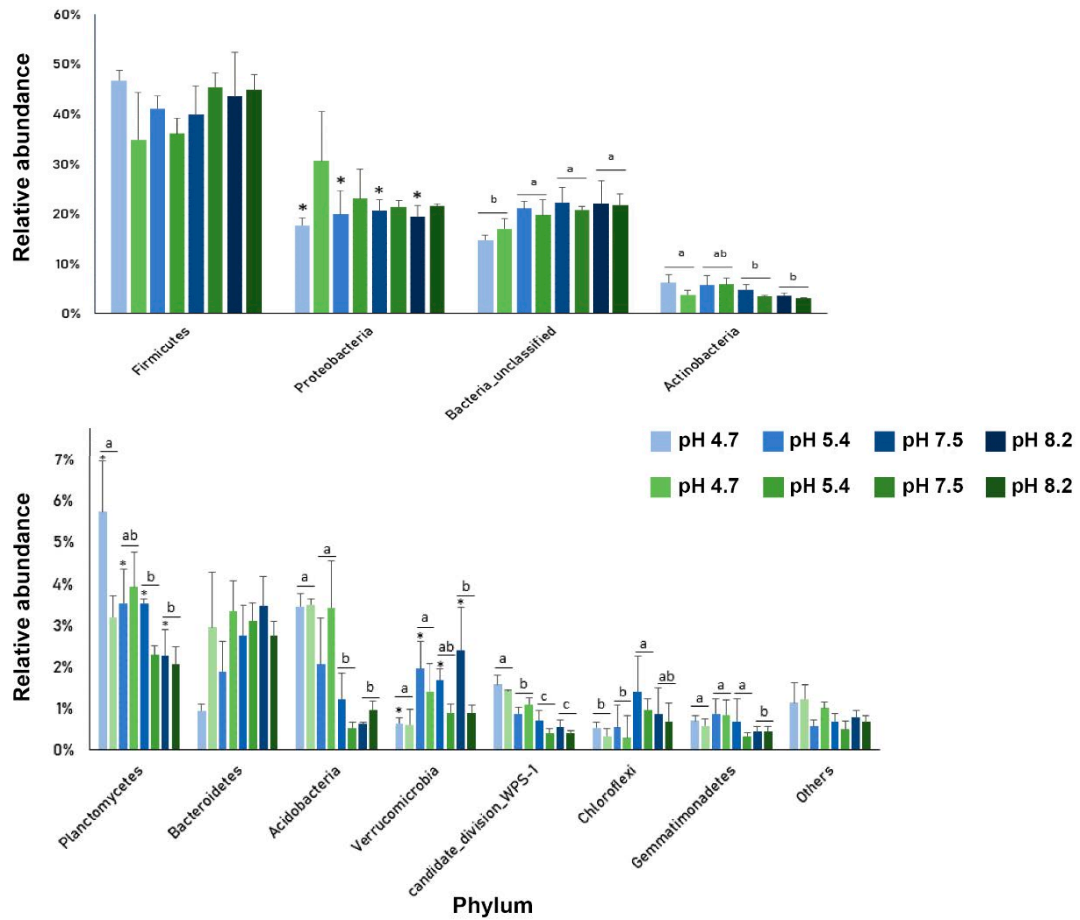 60%
50%
40%
30%
20%
10%
0%
Relative abundance
* * * *
b a a a
a ab b b
Firmicutes
Proteobacteria
Bacteria_unclassified
Actinobacteria
pH 4.7 pH 5.4 pH 7.5 pH 8.2
pH 4.7 pH 5.4 pH 7.5 pH 8.2
7%
6%
5%
4%
3%
2%
1%
0%
Relative abundance
a ab b b
* * * *
a a b b
a a ab b
* * * *
a b c c
b b a ab
a a a b
Planctomycetes
Bacteroidetes
Acidobacteria
Verrucomicrobia
candidate_division_WPS-1
Chloroflexi
Gemmatimonadetes
Others
Phylum